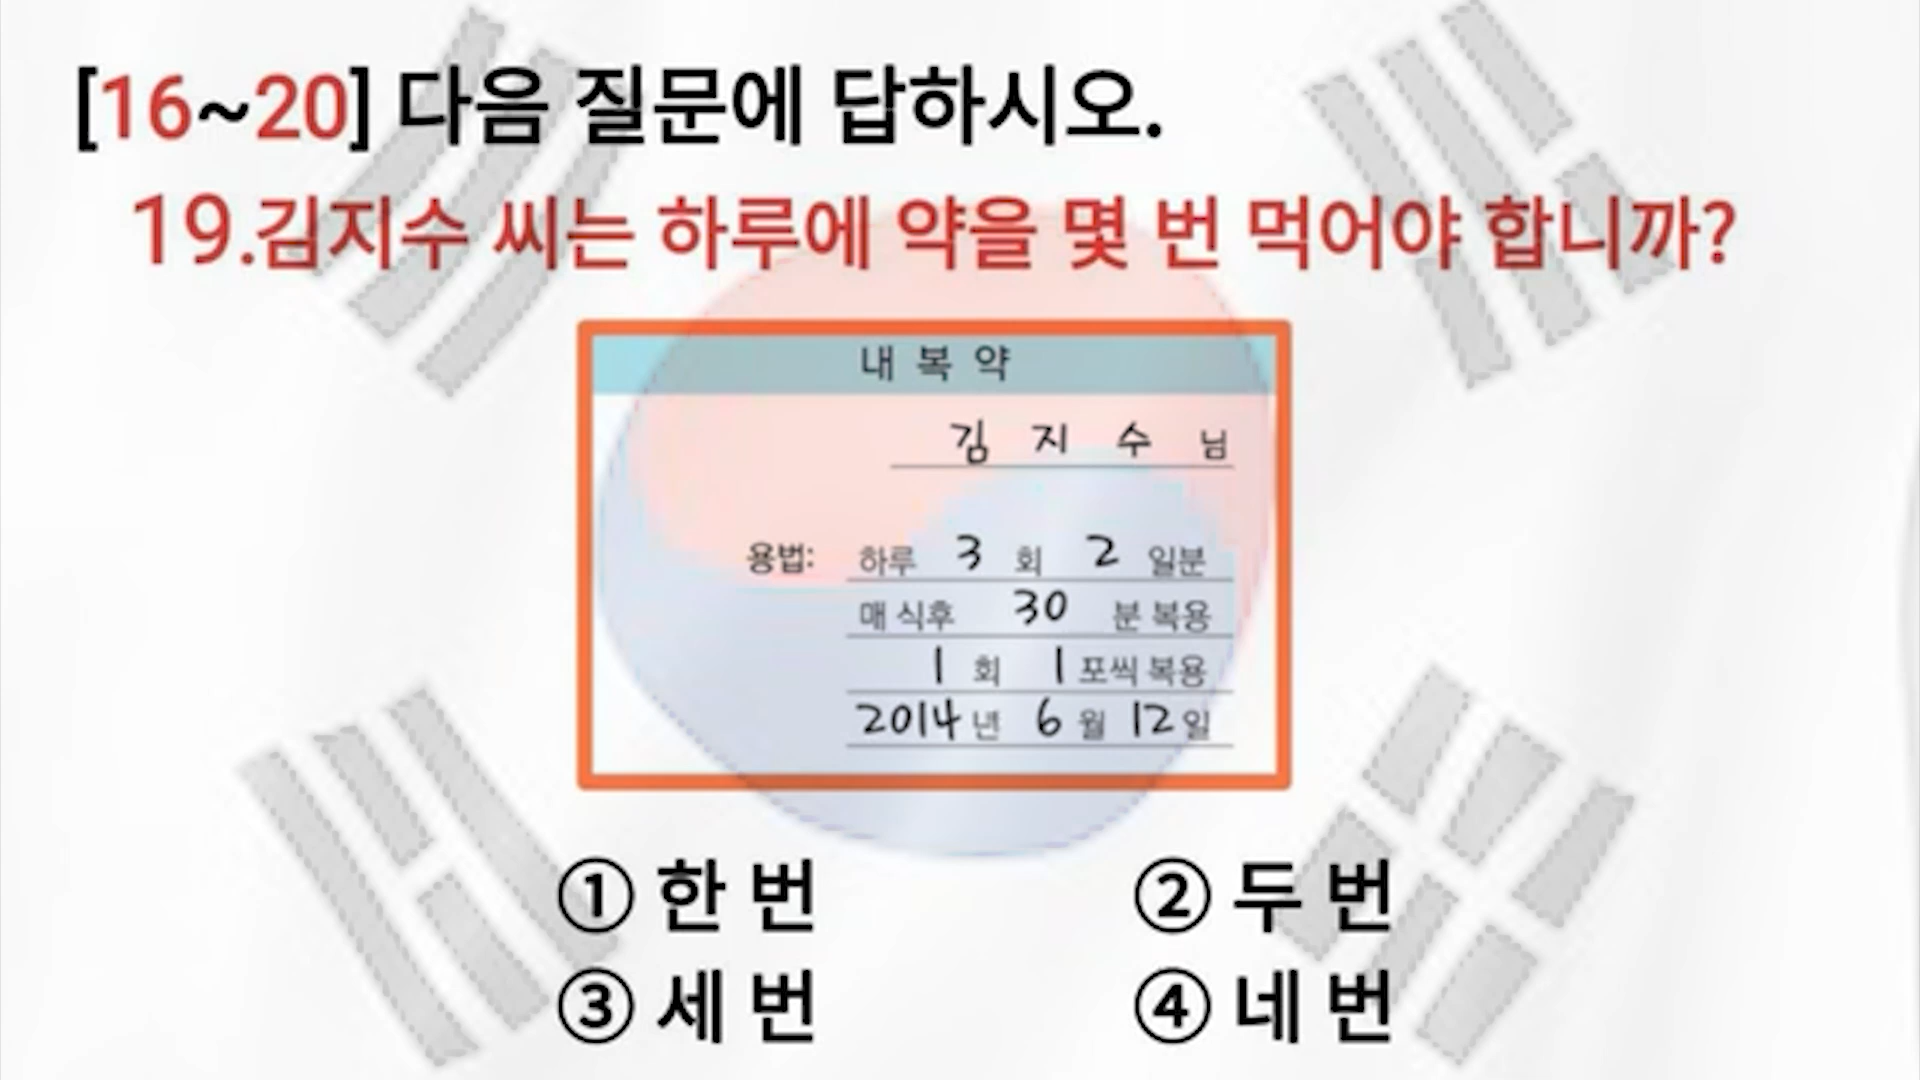 [16~20] 다음 질문에 답하시오.
19.김지수 씨는 하루에 약을 몇 번 먹어야 합니까?
내 복 약
김 지 수 님
용법: 하루 3 회 2 일분
매 식후 30 분 복용
1 회 1 포씩 복용
2014 년 6 월 12 일
① 한 번 ② 두 번
③ 세 번 ④ 네 번